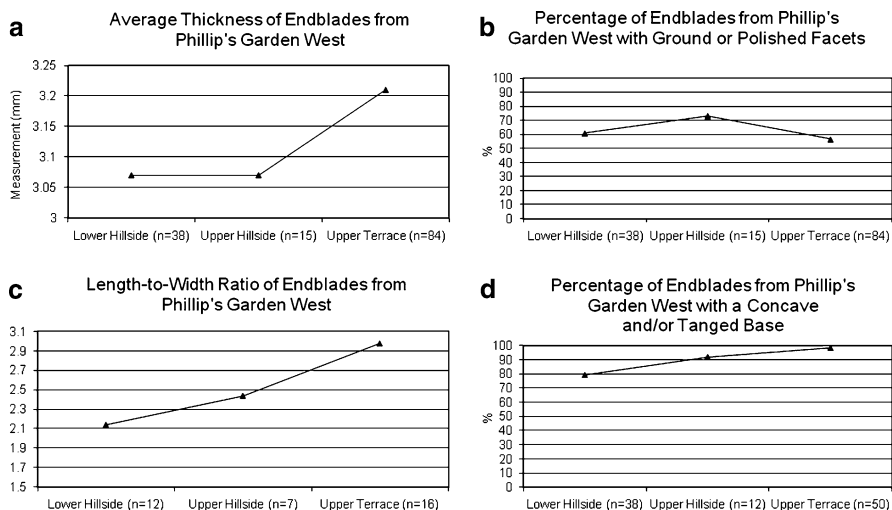 a
Average Thickness of Endblades from
Phillip's Garden West
Measurement (mm)
3.25
3.2
3.15
3.1
3.05
3
Lower Hillside (n=38) Upper Hillside (n=15) Upper Terrace (n=84)
b
Percentage of Endblades from Phillip's
Garden West with Ground or Polished Facets
%
100
90
80
70
60
50
40
30
20
10
0
Lower Hillside (n=38) Upper Hillside (n=15) Upper Terrace (n=84)
c
Length-to-Width Ratio of Endblades from
Phillip's Garden West
3.1
2.9
2.7
2.5
2.3
2.1
1.9
1.7
1.5
Lower Hillside (n=12) Upper Hillside (n=7) Upper Terrace (n=16)
d
Percentage of Endblades from Phillip's
Garden West with a Concave
and/or Tanged Base
%
100
90
80
70
60
50
40
30
20
10
0
Lower Hillside (n=38) Upper Hillside (n=12) Upper Terrace (n=50)